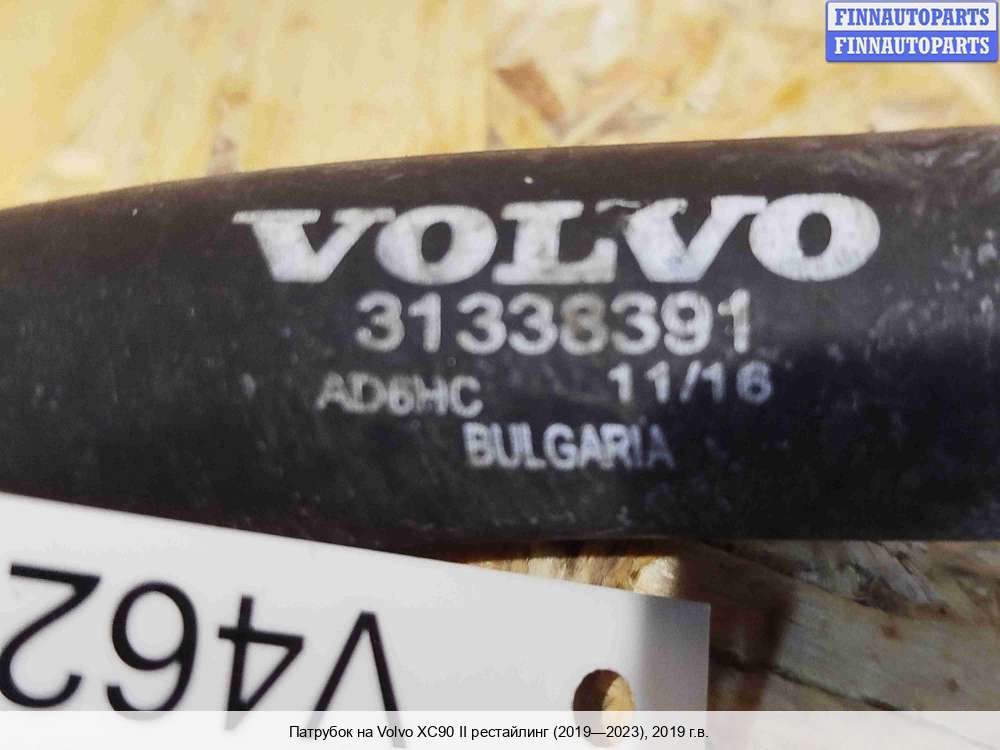 FINNAUTOPARTS
FINNAUTOPARTS
VOLVO
31338391
AD6HC 11/16
BULGARIA
V462
Патрубок на Volvo XC90 II рестайлинг (2019—2023), 2019 г.в.